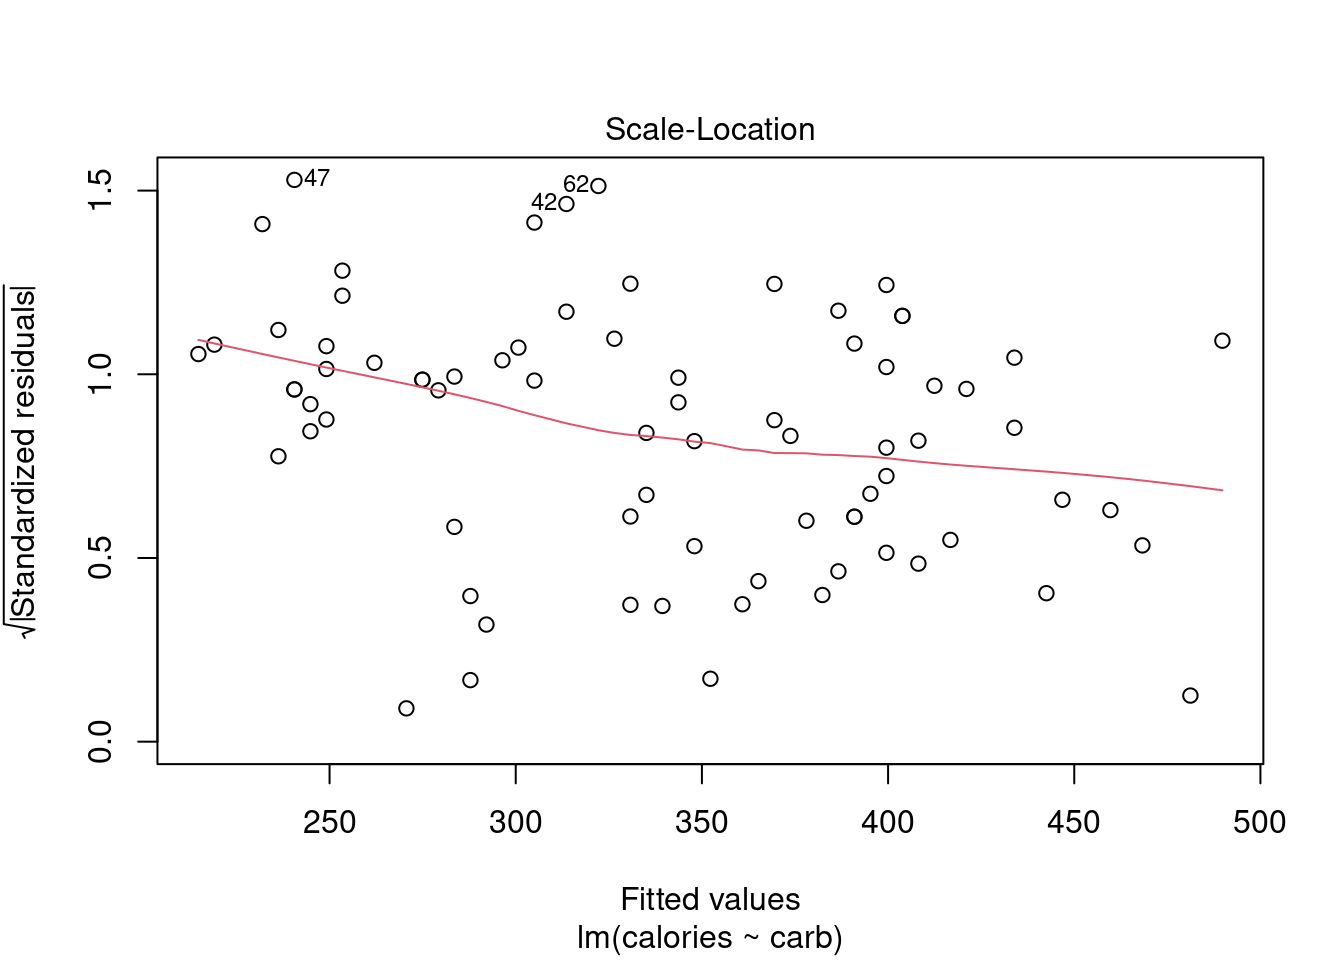 Scale-Location
√|Standardized residuals|
1.5
1.0
0.5
0.0
47
62
42
250 300 350 400 450 500
Fitted values
lm(calories ~ carb)